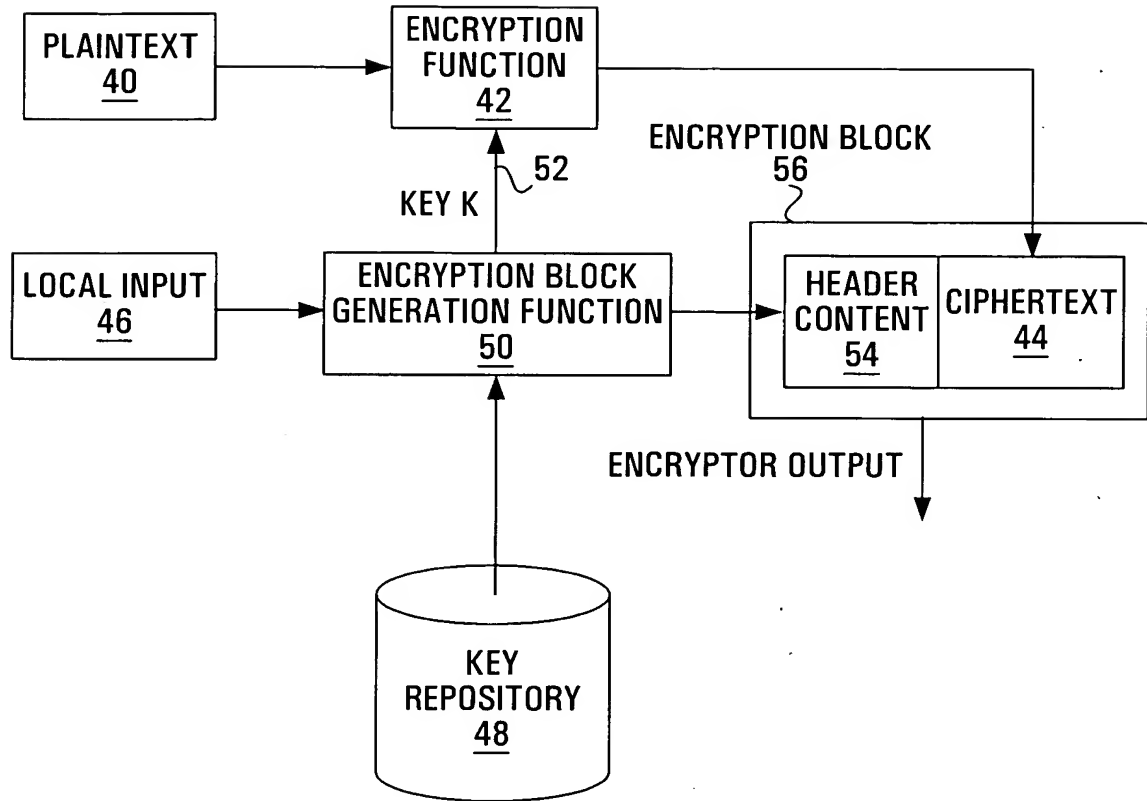 PLAINTEXT
40
ENCRYPTION
FUNCTION
42
ENCRYPTION BLOCK
56
52
KEY K
LOCAL INPUT
46
ENCRYPTION BLOCK
GENERATION FUNCTION
50
HEADER
CONTENT
54
CIPHERTEXT
44
ENCRYPTOR OUTPUT
KEY
REPOSITORY
48